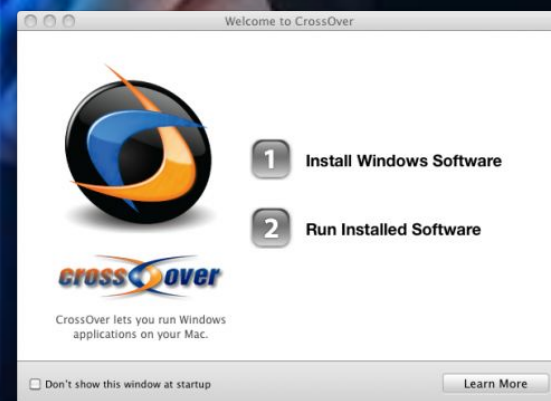 Welcome to CrossOver
1 Install Windows Software
2 Run Installed Software
crossover
CrossOver lets you run Windows
applications on your Mac.
Don't show this window at startup
Learn More